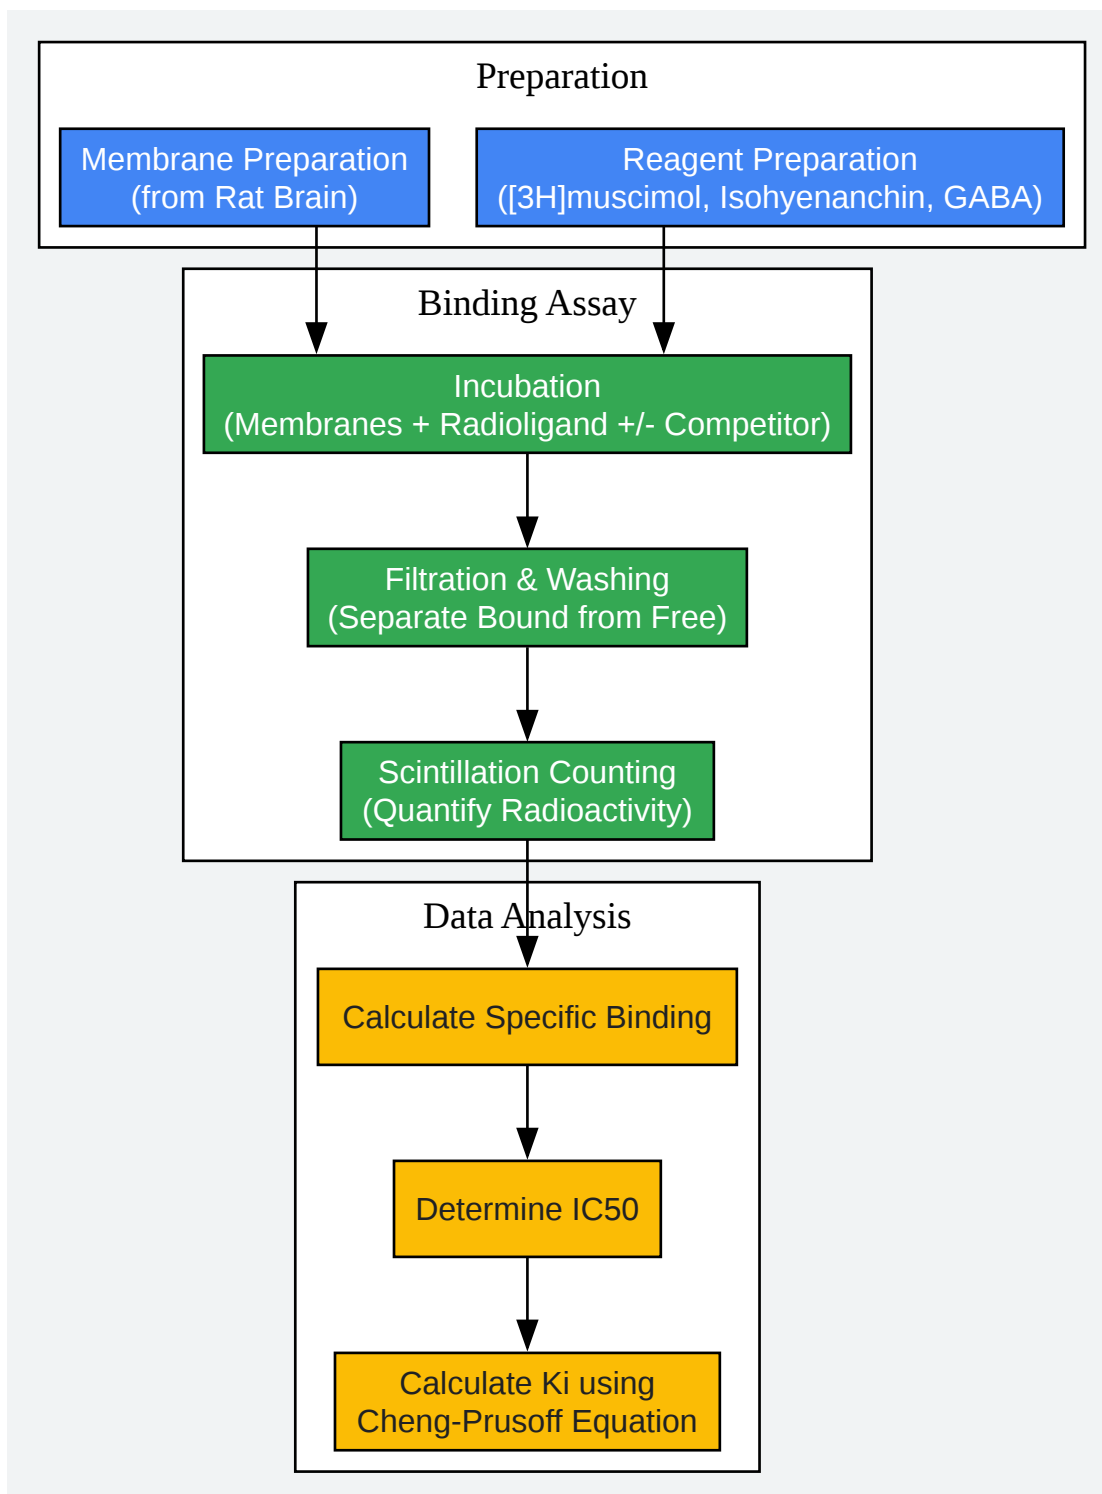 Preparation
Membrane Preparation
(from Rat Brain)
Reagent Preparation
([3H]muscimol, Isohyenanchin, GABA)
Binding Assay
Incubation
(Membranes + Radioligand +/- Competitor)
Filtration & Washing
(Separate Bound from Free)
Scintillation Counting
(Quantify Radioactivity)
Data Analysis
Calculate Specific Binding
Determine IC50
Calculate Ki using
Cheng-Prusoff Equation